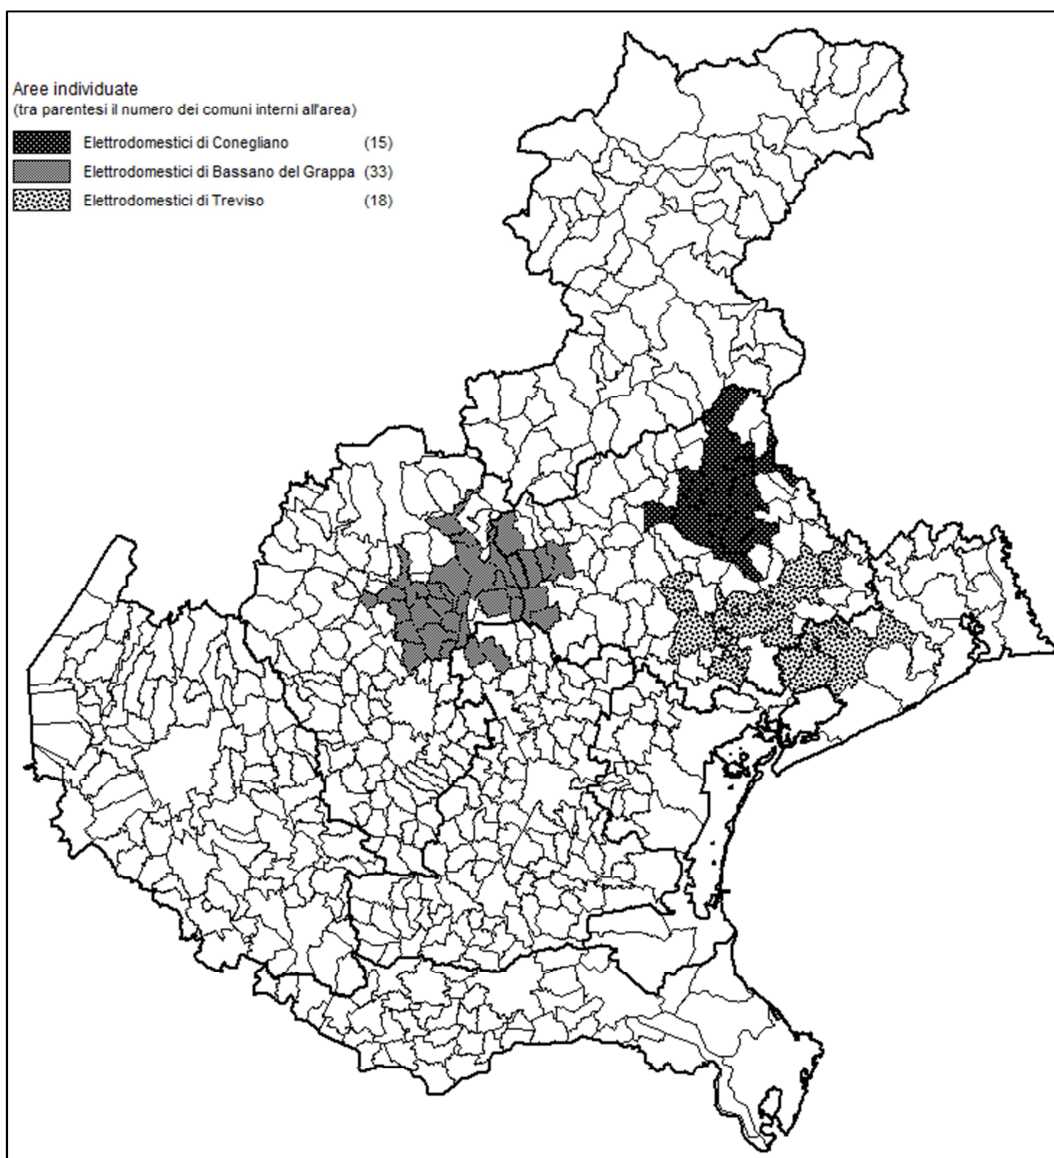 Aree individuate
(tra parentesi il numero dei comuni interni all'area)
Elettrodomestici di Conegliano (15)
Elettrodomestici di Bassano del Grappa (33)
Elettrodomestici di Treviso (18)